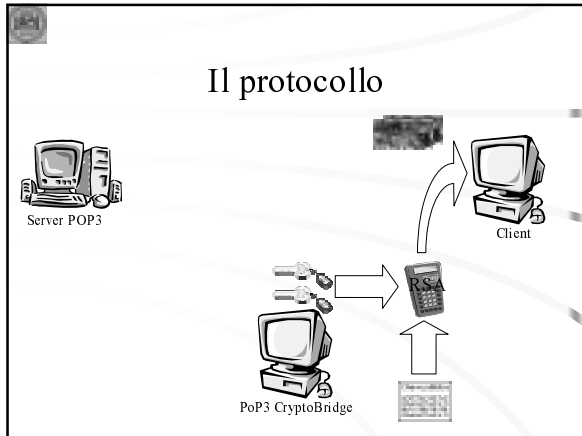 Il protocollo
Server POP3
Client
RSA
PoP3 CryptoBridge